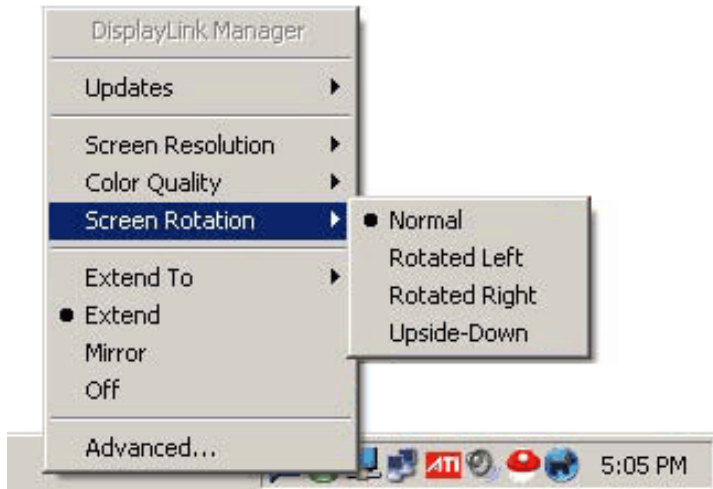 DisplayLink Manager
Updates
Screen Resolution
Color Quality
Screen Rotation
Normal
Rotated Left
Rotated Right
Upside-Down
Extend To
Extend
Mirror
Off
Advanced...
ATI
5:05 PM